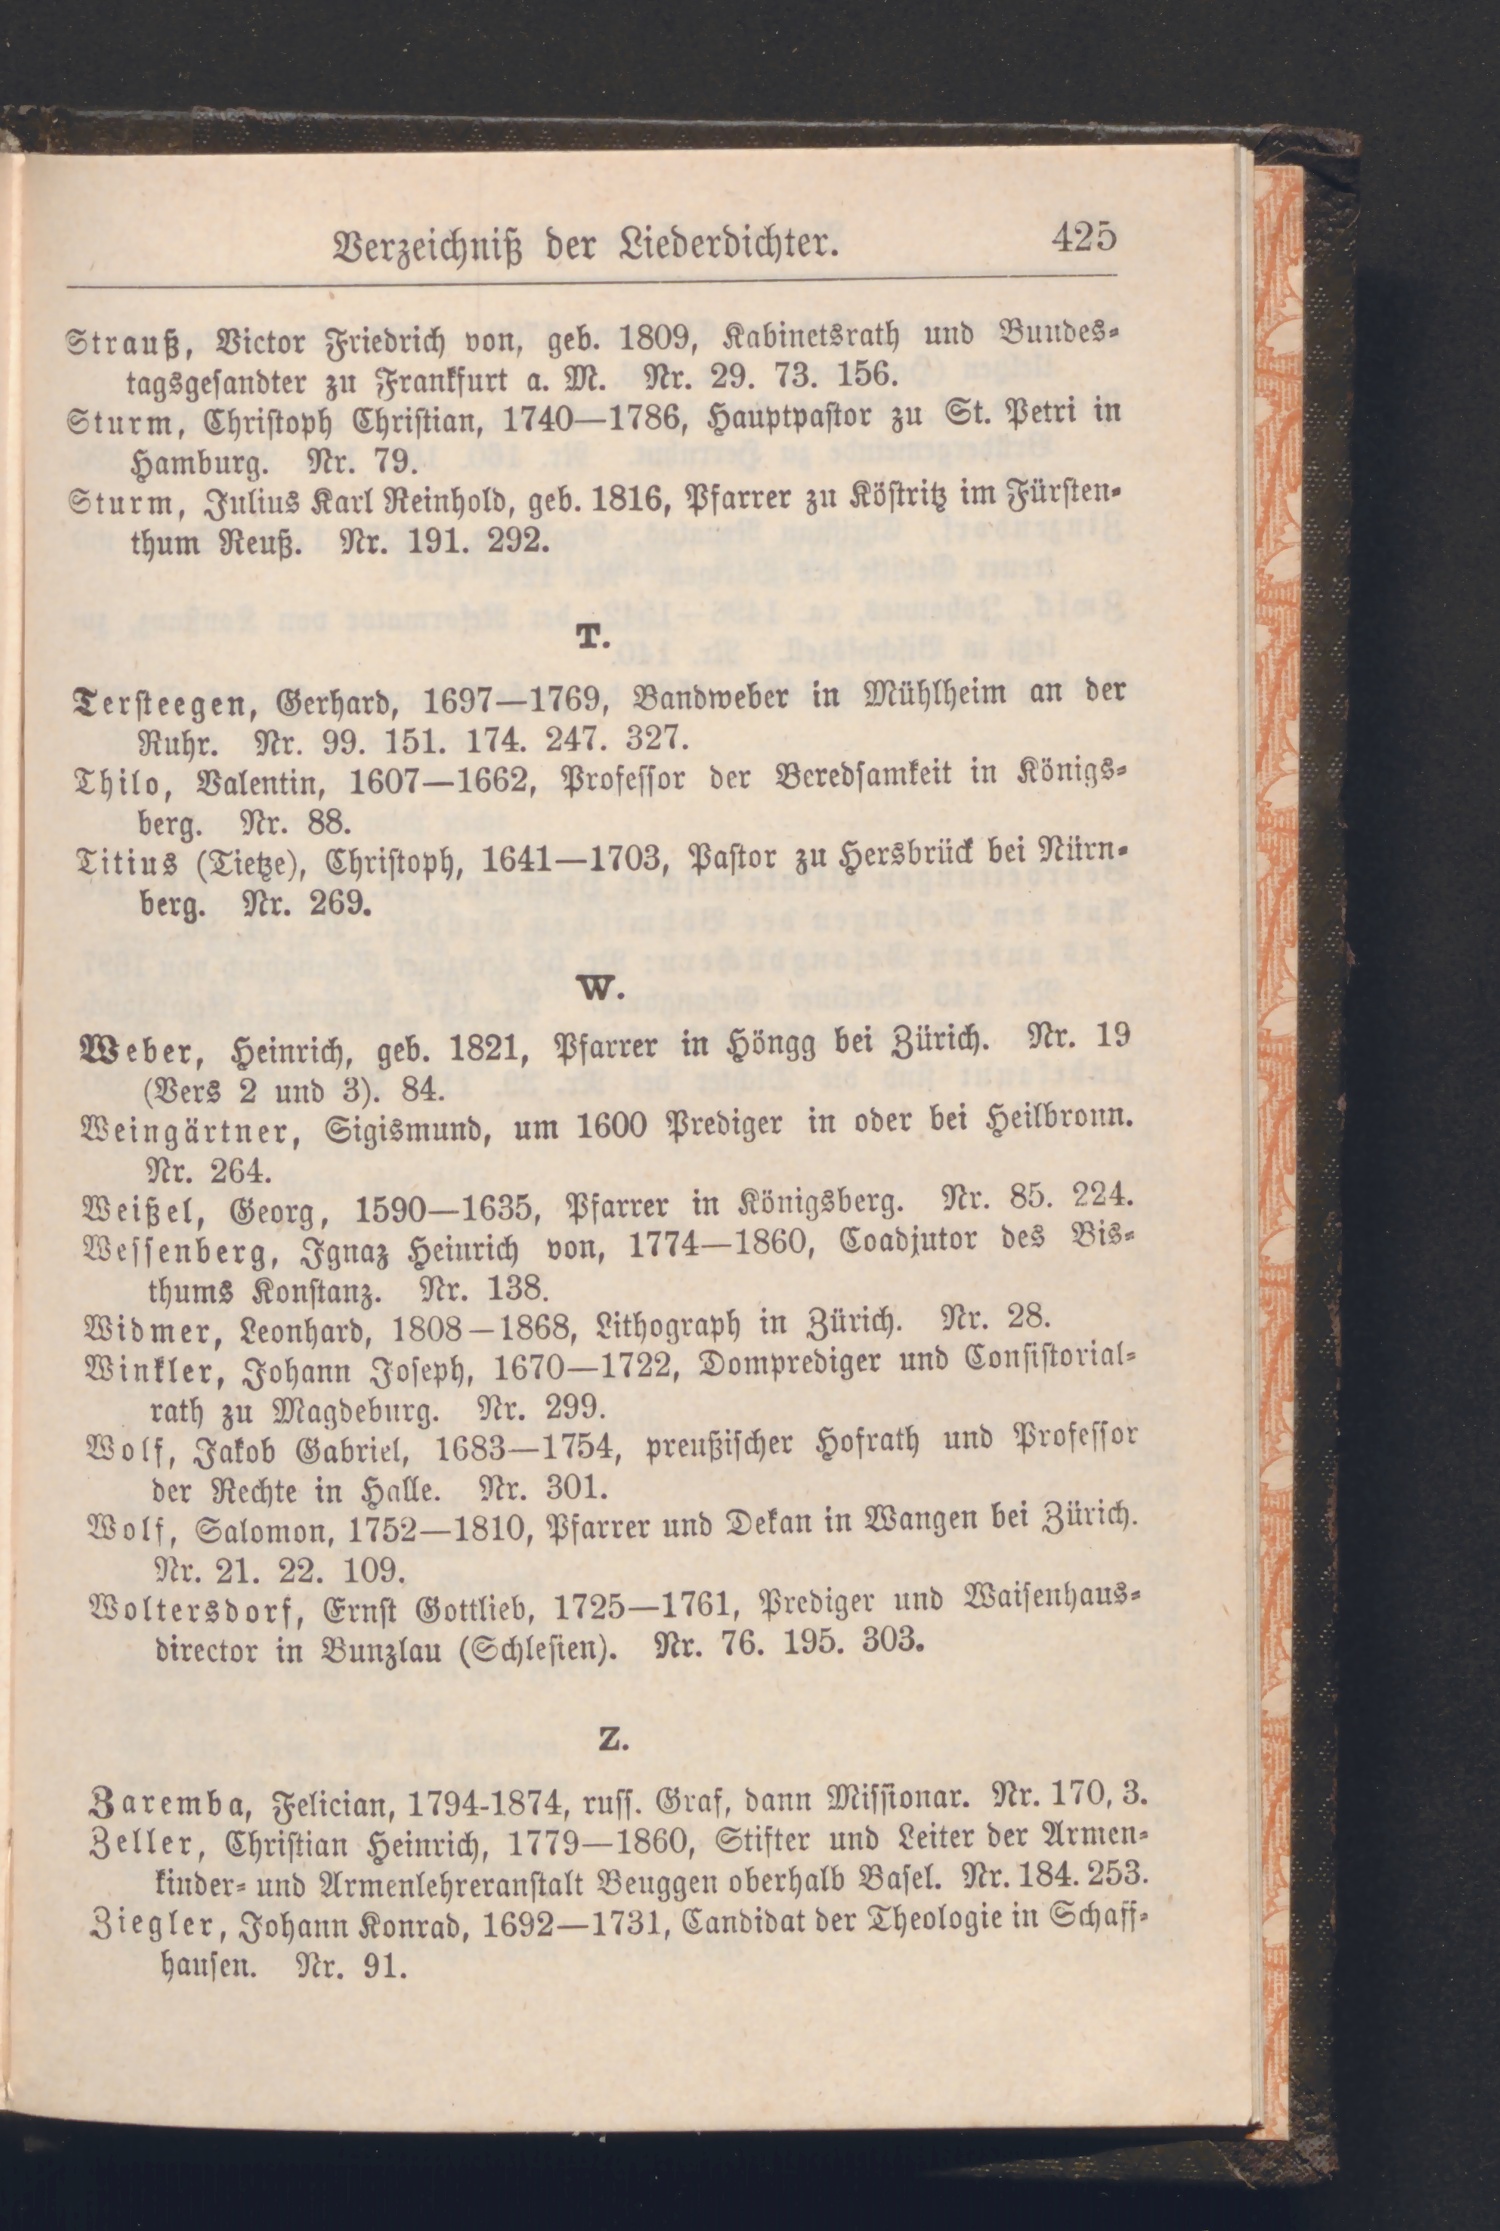 Verzeichniß der Liederdichter. 425
Strauß, Victor Friedrich von, geb. 1809, Kabinetsrath und Bundes-
tagsgesandter zu Frankfurt a. M. Nr. 29. 73. 156.
Sturm, Christoph Christian, 1740—1786, Hauptpastor zu St. Petri in
Hamburg. Nr. 79.
Sturm, Julius Karl Reinhold, geb. 1816, Pfarrer zu Köstritz im Fürsten-
thum Reuß. Nr. 191. 292.
T.
Tersteegen, Gerhard, 1697—1769, Bandweber in Mühlheim an der
Ruhr. Nr. 99. 151. 174. 247. 327.
Thilo, Valentin, 1607—1662, Professor der Beredsamkeit in Königs-
berg. Nr. 88.
Titius (Tietze), Christoph, 1641—1703, Pastor zu Hersbrück bei Nürn-
berg. Nr. 269.
W.
Weber, Heinrich, geb. 1821, Pfarrer in Höngg bei Zürich. Nr. 19
(Vers 2 und 3). 84.
Weingärtner, Sigismund, um 1600 Prediger in oder bei Heilbronn.
Nr. 264.
Weißel, Georg, 1590—1635, Pfarrer in Königsberg. Nr. 85. 224.
Wessenberg, Ignaz Heinrich von, 1774—1860, Coadjutor des Bis-
thums Konstanz. Nr. 138.
Widmer, Leonhard, 1808—1868, Lithograph in Zürich. Nr. 28.
Winkler, Johann Joseph, 1670—1722, Domprediger und Consistorial-
rath zu Magdeburg. Nr. 299.
Wolf, Jakob Gabriel, 1683—1754, preußischer Hofrath und Professor
der Rechte in Halle. Nr. 301.
Wolf, Salomon, 1752—1810, Pfarrer und Dekan in Wangen bei Zürich.
Nr. 21. 22. 109.
Woltersdorf, Ernst Gottlieb, 1725—1761, Prediger und Waisenhaus-
director in Bunzlau (Schlesien). Nr. 76. 195. 303.
Z.
Zaremba, Felician, 1794-1874, russ. Graf, dann Missionar. Nr. 170, 3.
Zeller, Christian Heinrich, 1779—1860, Stifter und Leiter der Armen-
kinder- und Armenlehreranstalt Beuggen oberhalb Basel. Nr. 184. 253.
Ziegler, Johann Konrad, 1692—1731, Candidat der Theologie in Schaff-
hausen. Nr. 91.